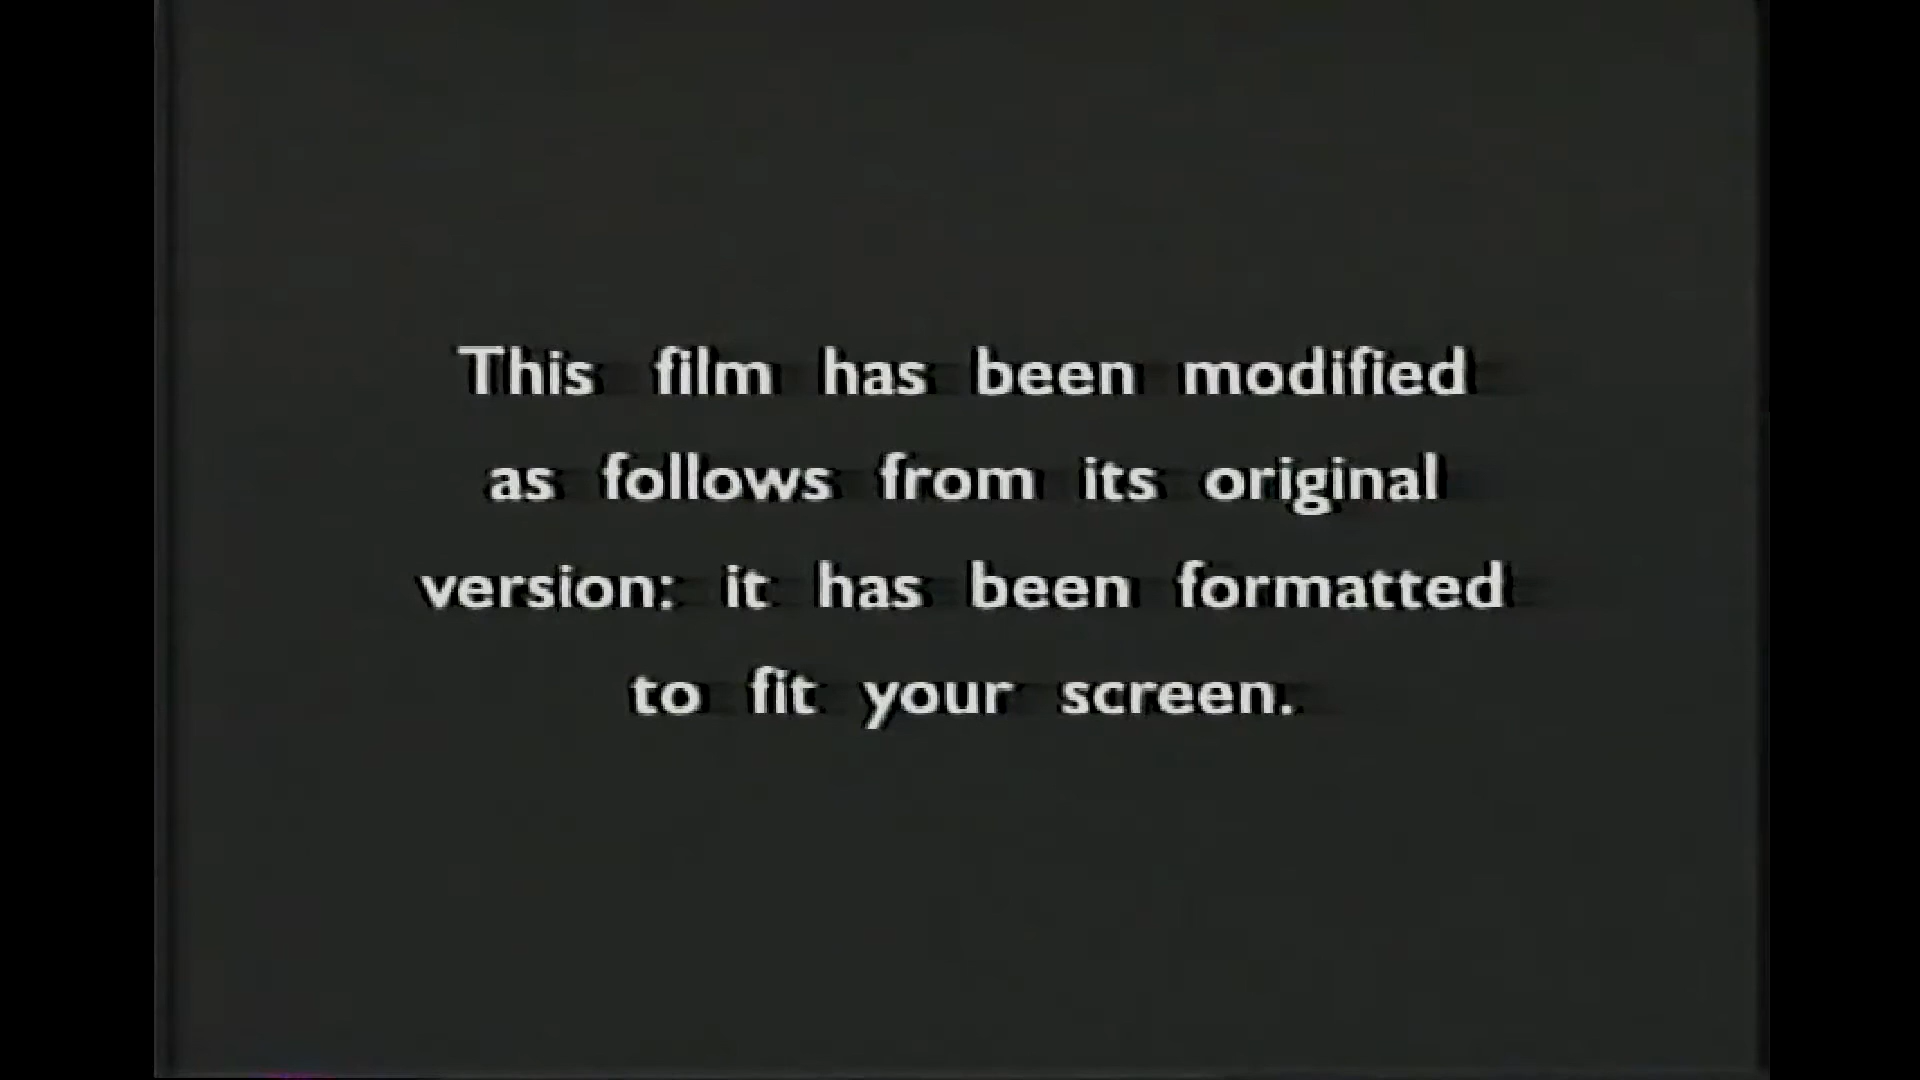 This film has been modified
as follows from its original
version: it has been formatted
to fit your screen.